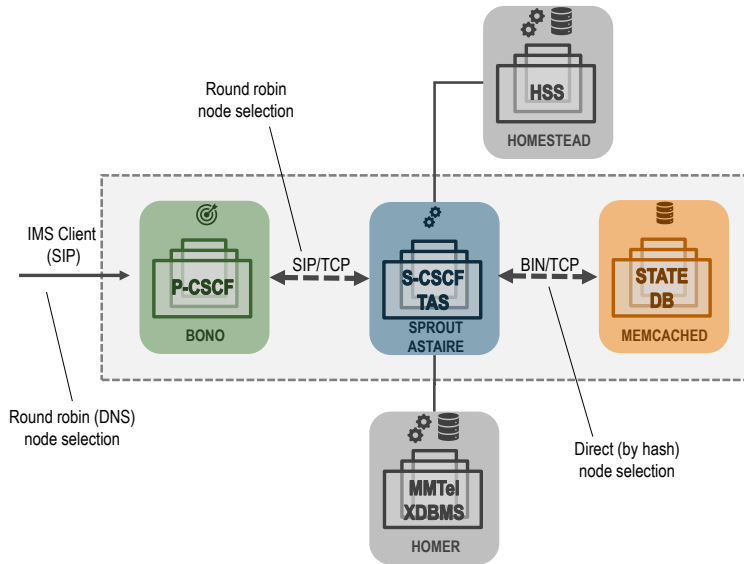 HSS
HOMESTEAD
Round robin
node selection
IMS Client
(SIP)
P-CSCF
BONO
SIP/TCP
S-CSCF
TAS
SPROUT
ASTAIRE
BIN/TCP
STATE
DB
MEMCACHED
Round robin (DNS)
node selection
MMTel
XDBMS
HOMER
Direct (by hash)
node selection